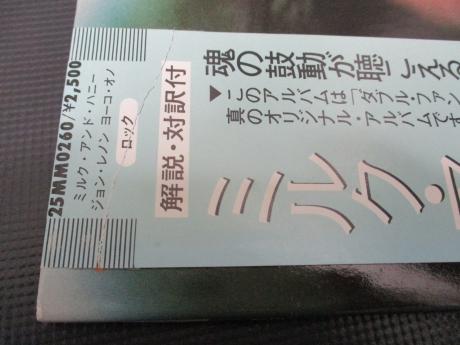 25MM0260/¥2,500
ミルク・アンド・ハニー
ジョン・レノン ヨーコ・オノ
ロック
解説・対訳付
魂の鼓動が聴こえる
▼このアルバムは「ダブル・ファン
真のオリジナル・アルバムです
ミルク・